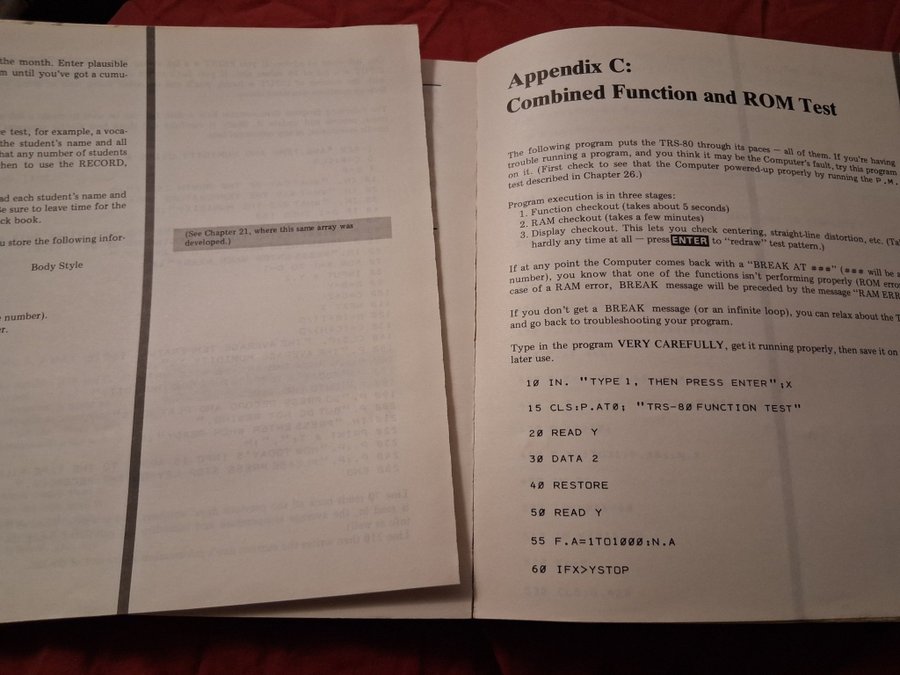 the month. Enter plausible
m until you've got a cumu-
e test, for example, a voca-
the student's name and all
hat any number of students
hen to use the RECORD,
ad each student's name and
e sure to leave time for the
ck book.
u store the following infor-
Body Style
e number).
er.
(See Chapter 21, where this same array was
developed.)
Appendix C:
Combined Function and ROM Test
The following program puts the TRS-80 through its paces — all of them. If you're having
trouble running a program, and you think it may be the Computer's fault, try this program
on it. (First check to see that the Computer powered-up properly by running the P.M.
test described in Chapter 26.)
Program execution is in three stages:
1. Function checkout (takes about 5 seconds)
2. RAM checkout (takes a few minutes)
3. Display checkout. This lets you check centering, straight-line distortion, etc. (Ta
hardly any time at all — press ENTER to "redraw" test pattern.)
If at any point the Computer comes back with a "BREAK AT ###" (### will be a
number), you know that one of the functions isn't performing properly (ROM error
case of a RAM error, BREAK message will be preceded by the message "RAM ERR
If you don't get a BREAK message (or an infinite loop), you can relax about the T
and go back to troubleshooting your program.
Type in the program VERY CAREFULLY, get it running properly, then save it on
later use.
10 IN. "TYPE 1, THEN PRESS ENTER";X
15 CLS:P.AT0; "TRS-80 FUNCTION TEST"
20 READ Y
30 DATA 2
40 RESTORE
50 READ Y
55 F.A=1TO1000:N.A
60 IFX>YSTOP